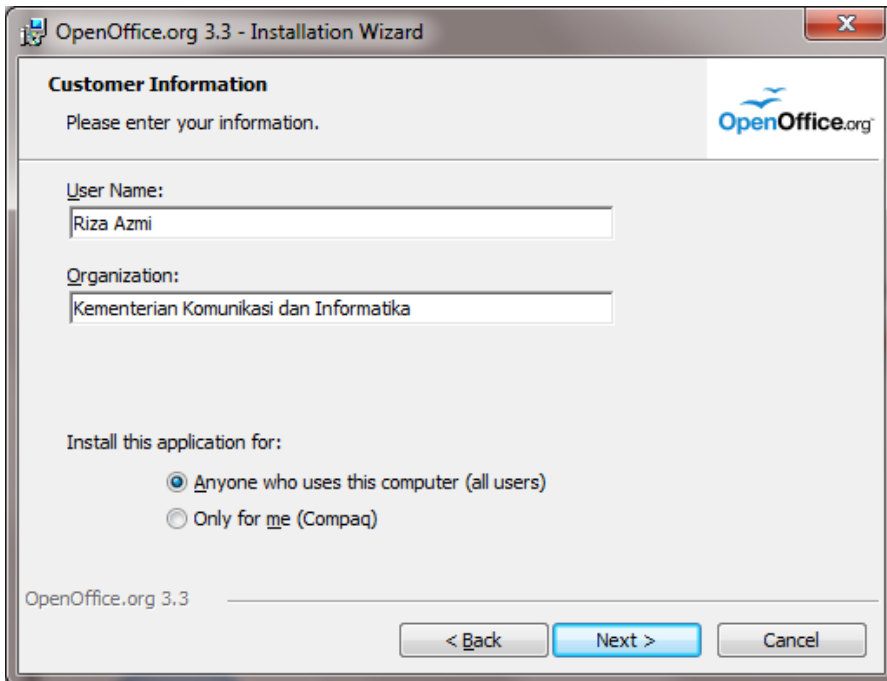 OpenOffice.org 3.3 - Installation Wizard
Customer Information
Please enter your information.
OpenOffice.org
User Name:
Riza Azmi
Organization:
Kementerian Komunikasi dan Informatika
Install this application for:
Anyone who uses this computer (all users)
Only for me (Compaq)
OpenOffice.org 3.3
< Back Next > Cancel